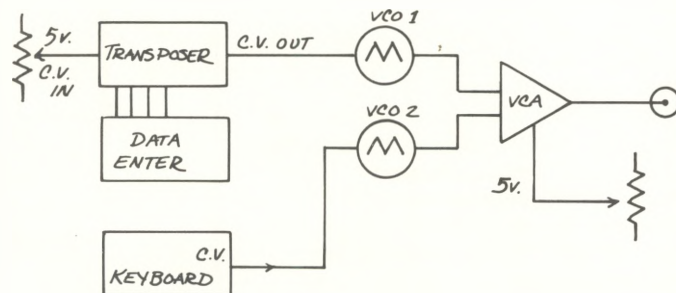 VCO 1
5V.
TRANSPOSER
C.V. OUT
C.V.
IN
VCA
VCO 2
DATA
ENTER
5V.
C.V.
KEYBOARD